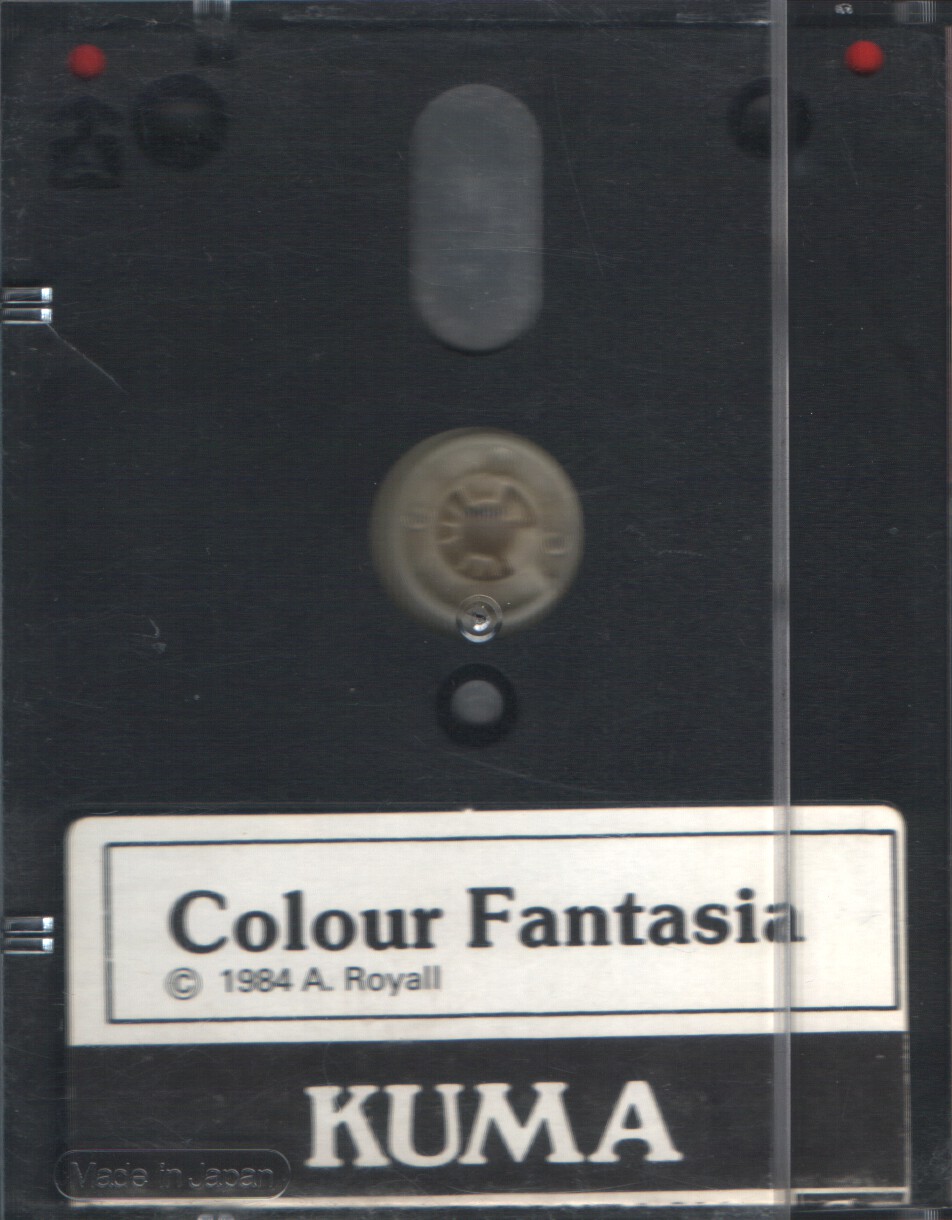 Colour Fantasia
© 1984 A. Royall
KUMA
Made in Japan